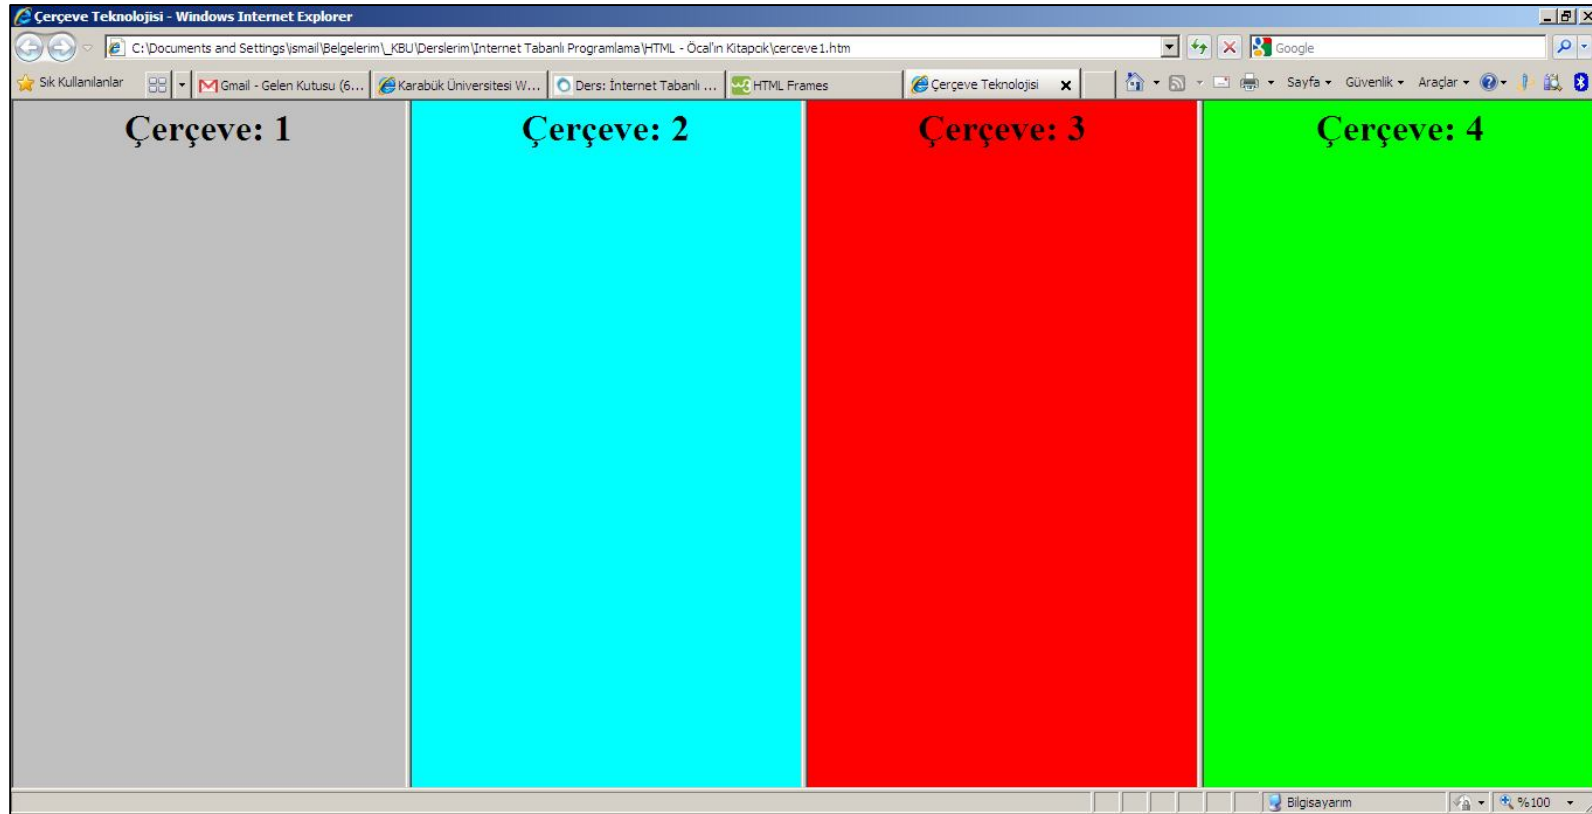 Çerçeve Teknolojisi - Windows Internet Explorer
C:\Documents and Settings\ismail\Belgelerim\_KBU\Derslerim\Internet Tabanlı Programlama\HTML - Öcal'ın Kitapcık\cerceve1.htm Google
Sık Kullanılanlar Gmail - Gelen Kutusu (6... Karabük Üniversitesi W... Ders: İnternet Tabanlı ... HTML Frames Çerçeve Teknolojisi Sayfa Güvenlik Araçlar
Çerçeve: 1 Çerçeve: 2 Çerçeve: 3 Çerçeve: 4
Bilgisayarım %100